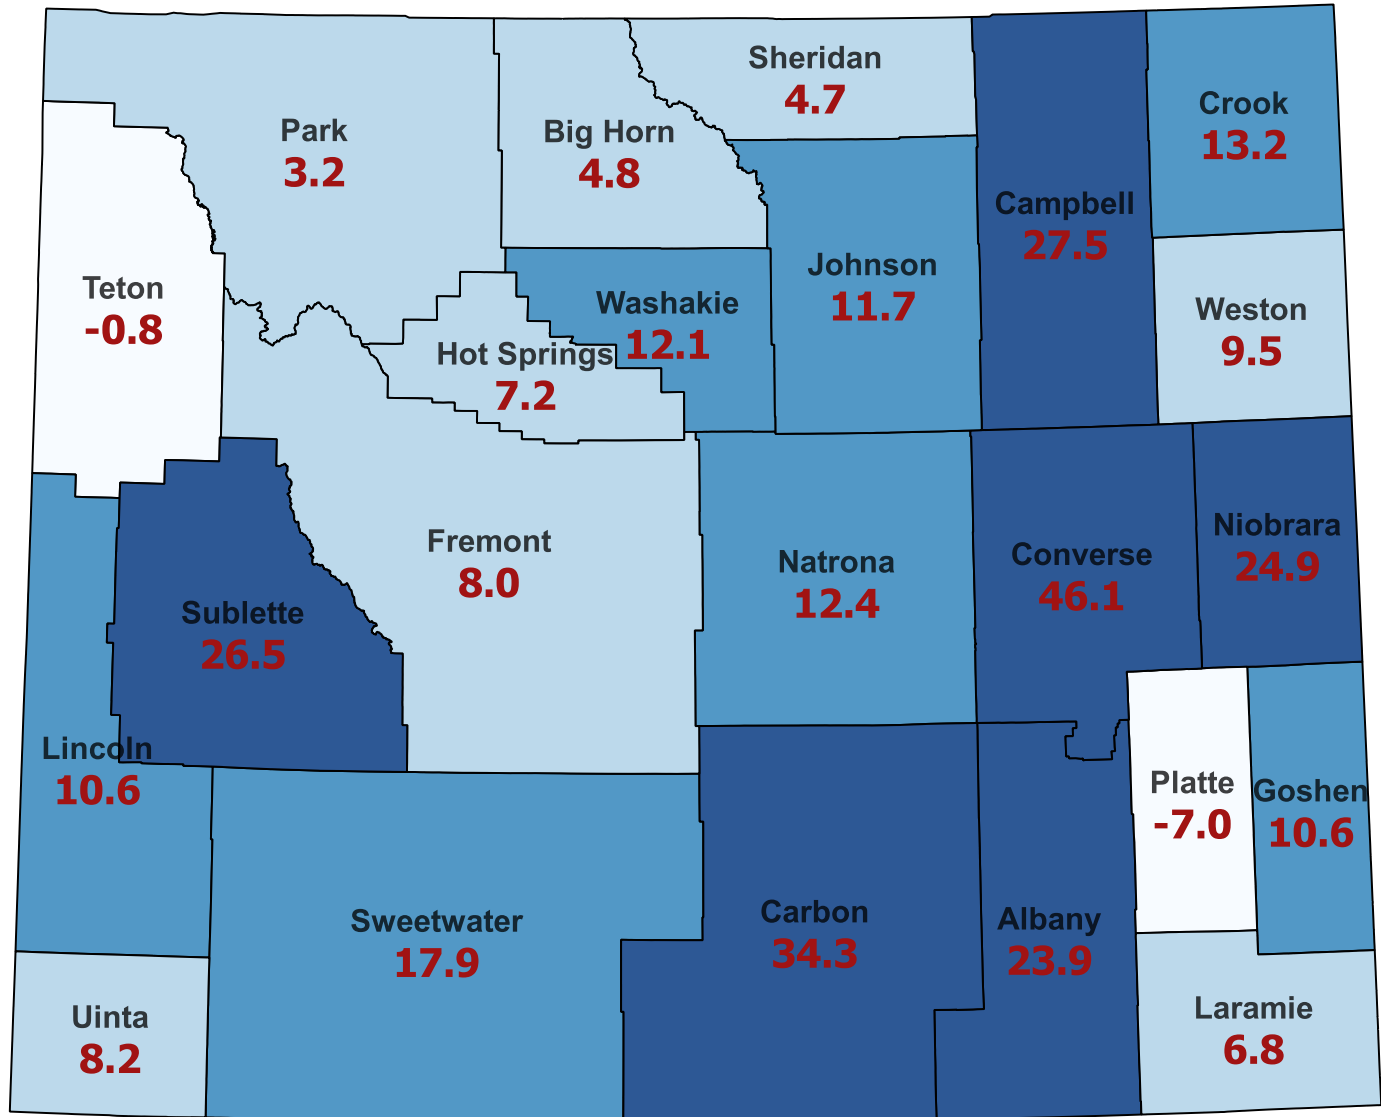 Sheridan
4.7
Crook
13.2
Park
3.2
Big Horn
4.8
Campbell
27.5
Johnson
11.7
Teton
-0.8
Washakie
12.1
Weston
9.5
Hot Springs
7.2
Niobrara
24.9
Fremont
8.0
Converse
46.1
Natrona
12.4
Sublette
26.5
Lincoln
10.6
Platte
-7.0
Goshen
10.6
Carbon
34.3
Albany
23.9
Sweetwater
17.9
Laramie
6.8
Uinta
8.2